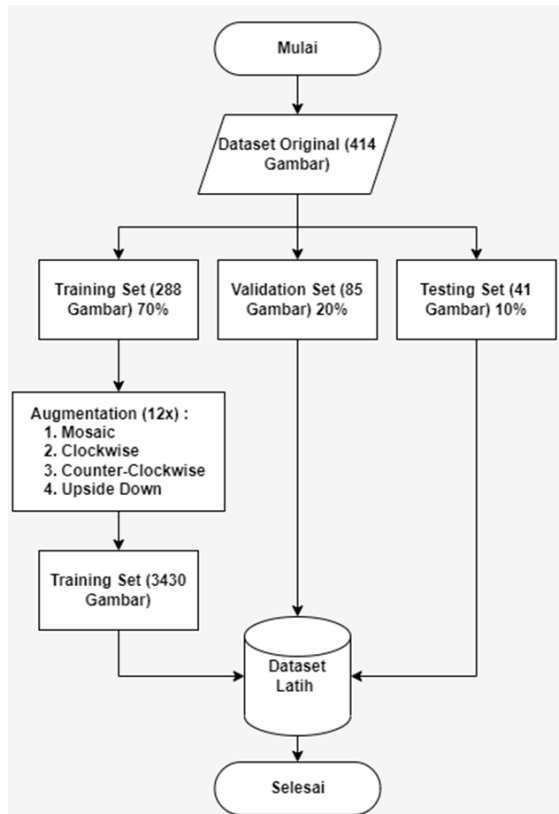 Mulai
Dataset Original (414
Gambar)
Training Set (288
Gambar) 70%
Validation Set (85
Gambar) 20%
Testing Set (41
Gambar) 10%
Augmentation (12x) :
1. Mosaic
2. Clockwise
3. Counter-Clockwise
4. Upside Down
Training Set (3430
Gambar)
Dataset
Latih
Selesai